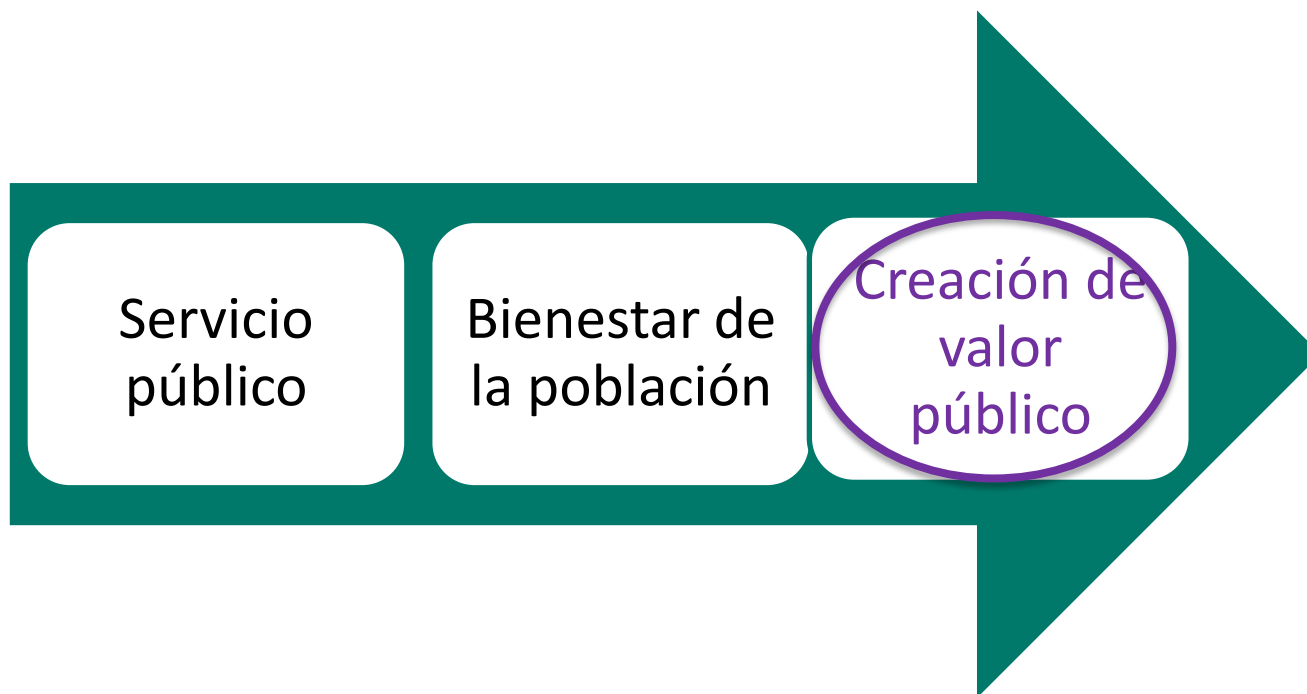 Servicio
público
Bienestar de
la población
Creación de
valor
público